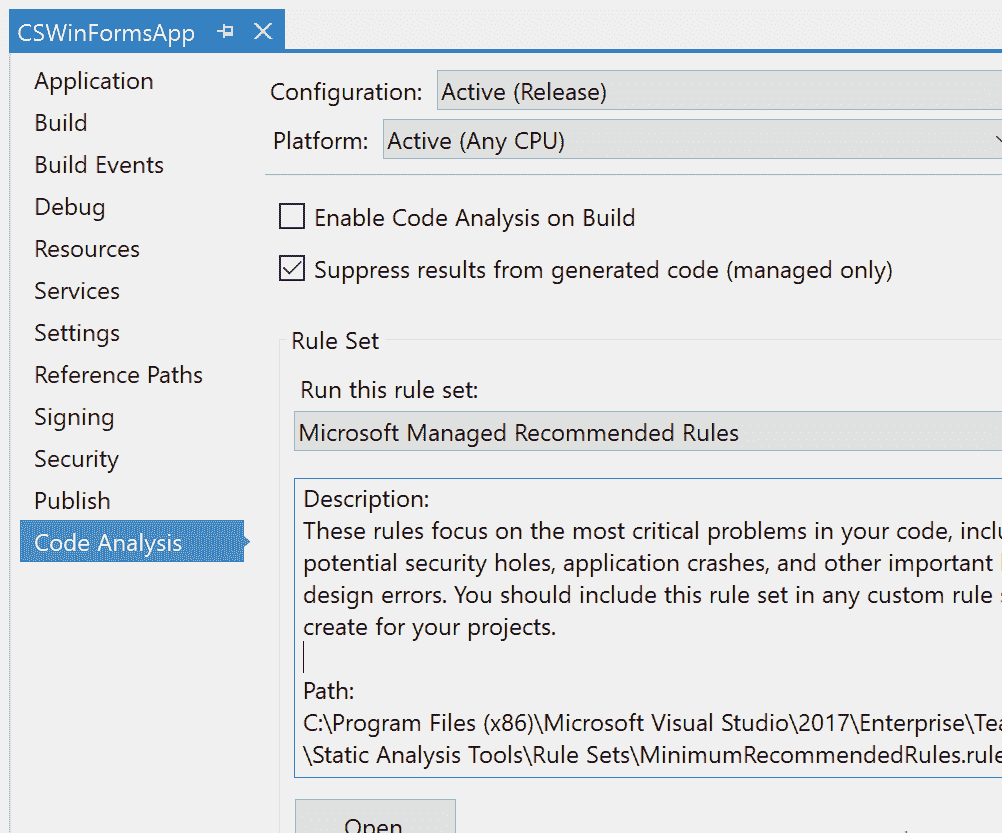 CSWinFormsApp
Application
Build
Build Events
Debug
Resources
Services
Settings
Reference Paths
Signing
Security
Publish
Code Analysis
Configuration: Active (Release)
Platform: Active (Any CPU)
Enable Code Analysis on Build
Suppress results from generated code (managed only)
Rule Set
Run this rule set:
Microsoft Managed Recommended Rules
Description:
These rules focus on the most critical problems in your code, inclu
potential security holes, application crashes, and other important
design errors. You should include this rule set in any custom rule
create for your projects.
Path:
C:\Program Files (x86)\Microsoft Visual Studio\2017\Enterprise\Tea
\Static Analysis Tools\Rule Sets\MinimumRecommendedRules.rule
Open